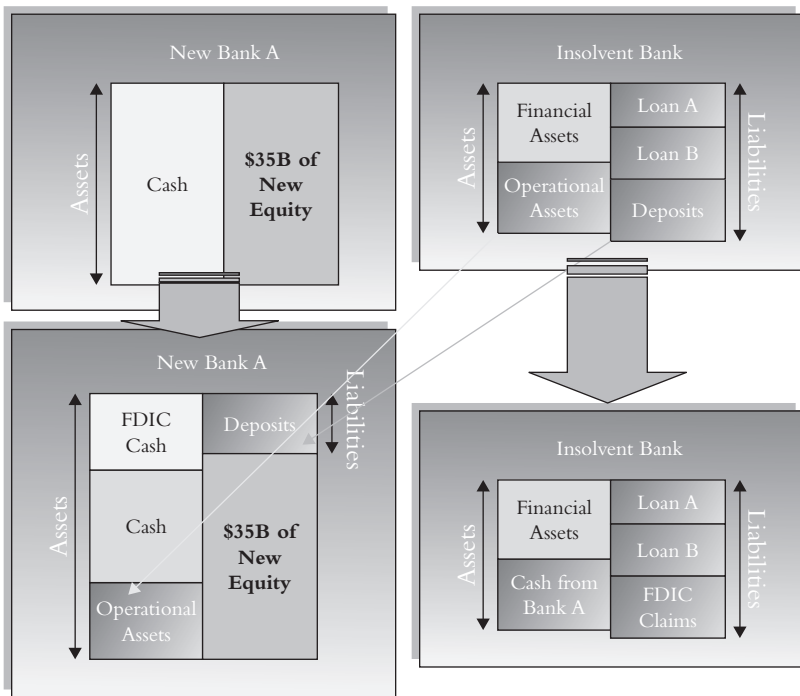 New Bank A
Assets
Cash
$35B of
New
Equity
Insolvent Bank
Assets
Financial
Assets
Operational
Assets
Loan A
Loan B
Deposits
Liabilities
New Bank A
Assets
FDIC
Cash
Cash
Operational
Assets
Deposits
$35B of
New
Equity
Liabilities
Insolvent Bank
Assets
Financial
Assets
Cash from
Bank A
Loan A
Loan B
FDIC
Claims
Liabilities